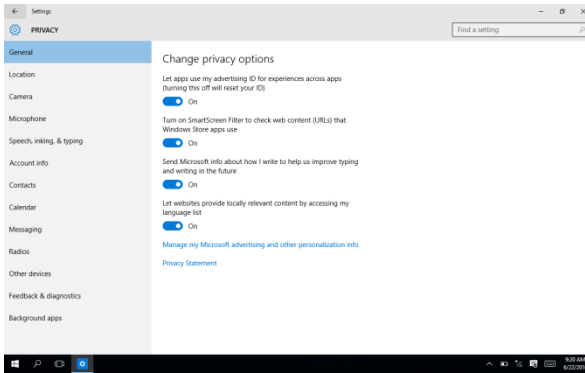 Settings
PRIVACY
Find a setting
General
Location
Camera
Microphone
Speech, inking, & typing
Account info
Contacts
Calendar
Messaging
Radios
Other devices
Feedback & diagnostics
Background apps
Change privacy options
Let apps use my advertising ID for experiences across apps
(turning this off will reset your ID)
On
Turn on SmartScreen Filter to check web content (URLs) that
Windows Store apps use
On
Send Microsoft info about how I write to help us improve typing
and writing in the future
On
Let websites provide locally relevant content by accessing my
language list
On
Manage my Microsoft advertising and other personalization info
Privacy Statement
9:20 AM